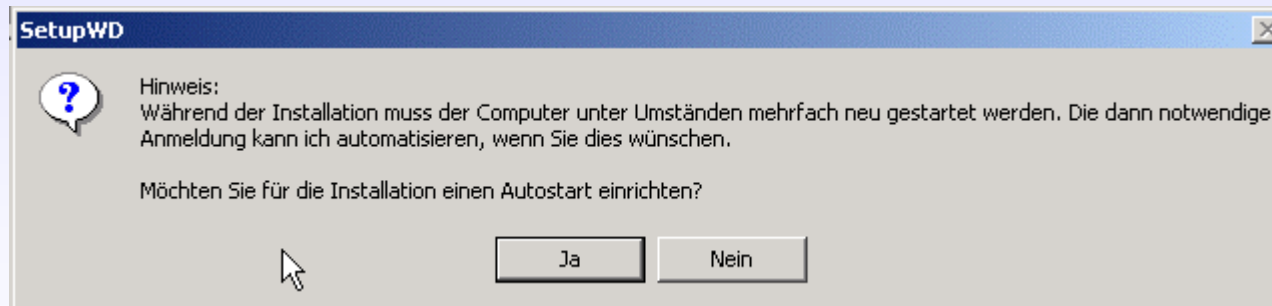 SetupWD
Hinweis:
Während der Installation muss der Computer unter Umständen mehrfach neu gestartet werden. Die dann notwendige
Anmeldung kann ich automatisieren, wenn Sie dies wünschen.
Möchten Sie für die Installation einen Autostart einrichten?
Ja
Nein